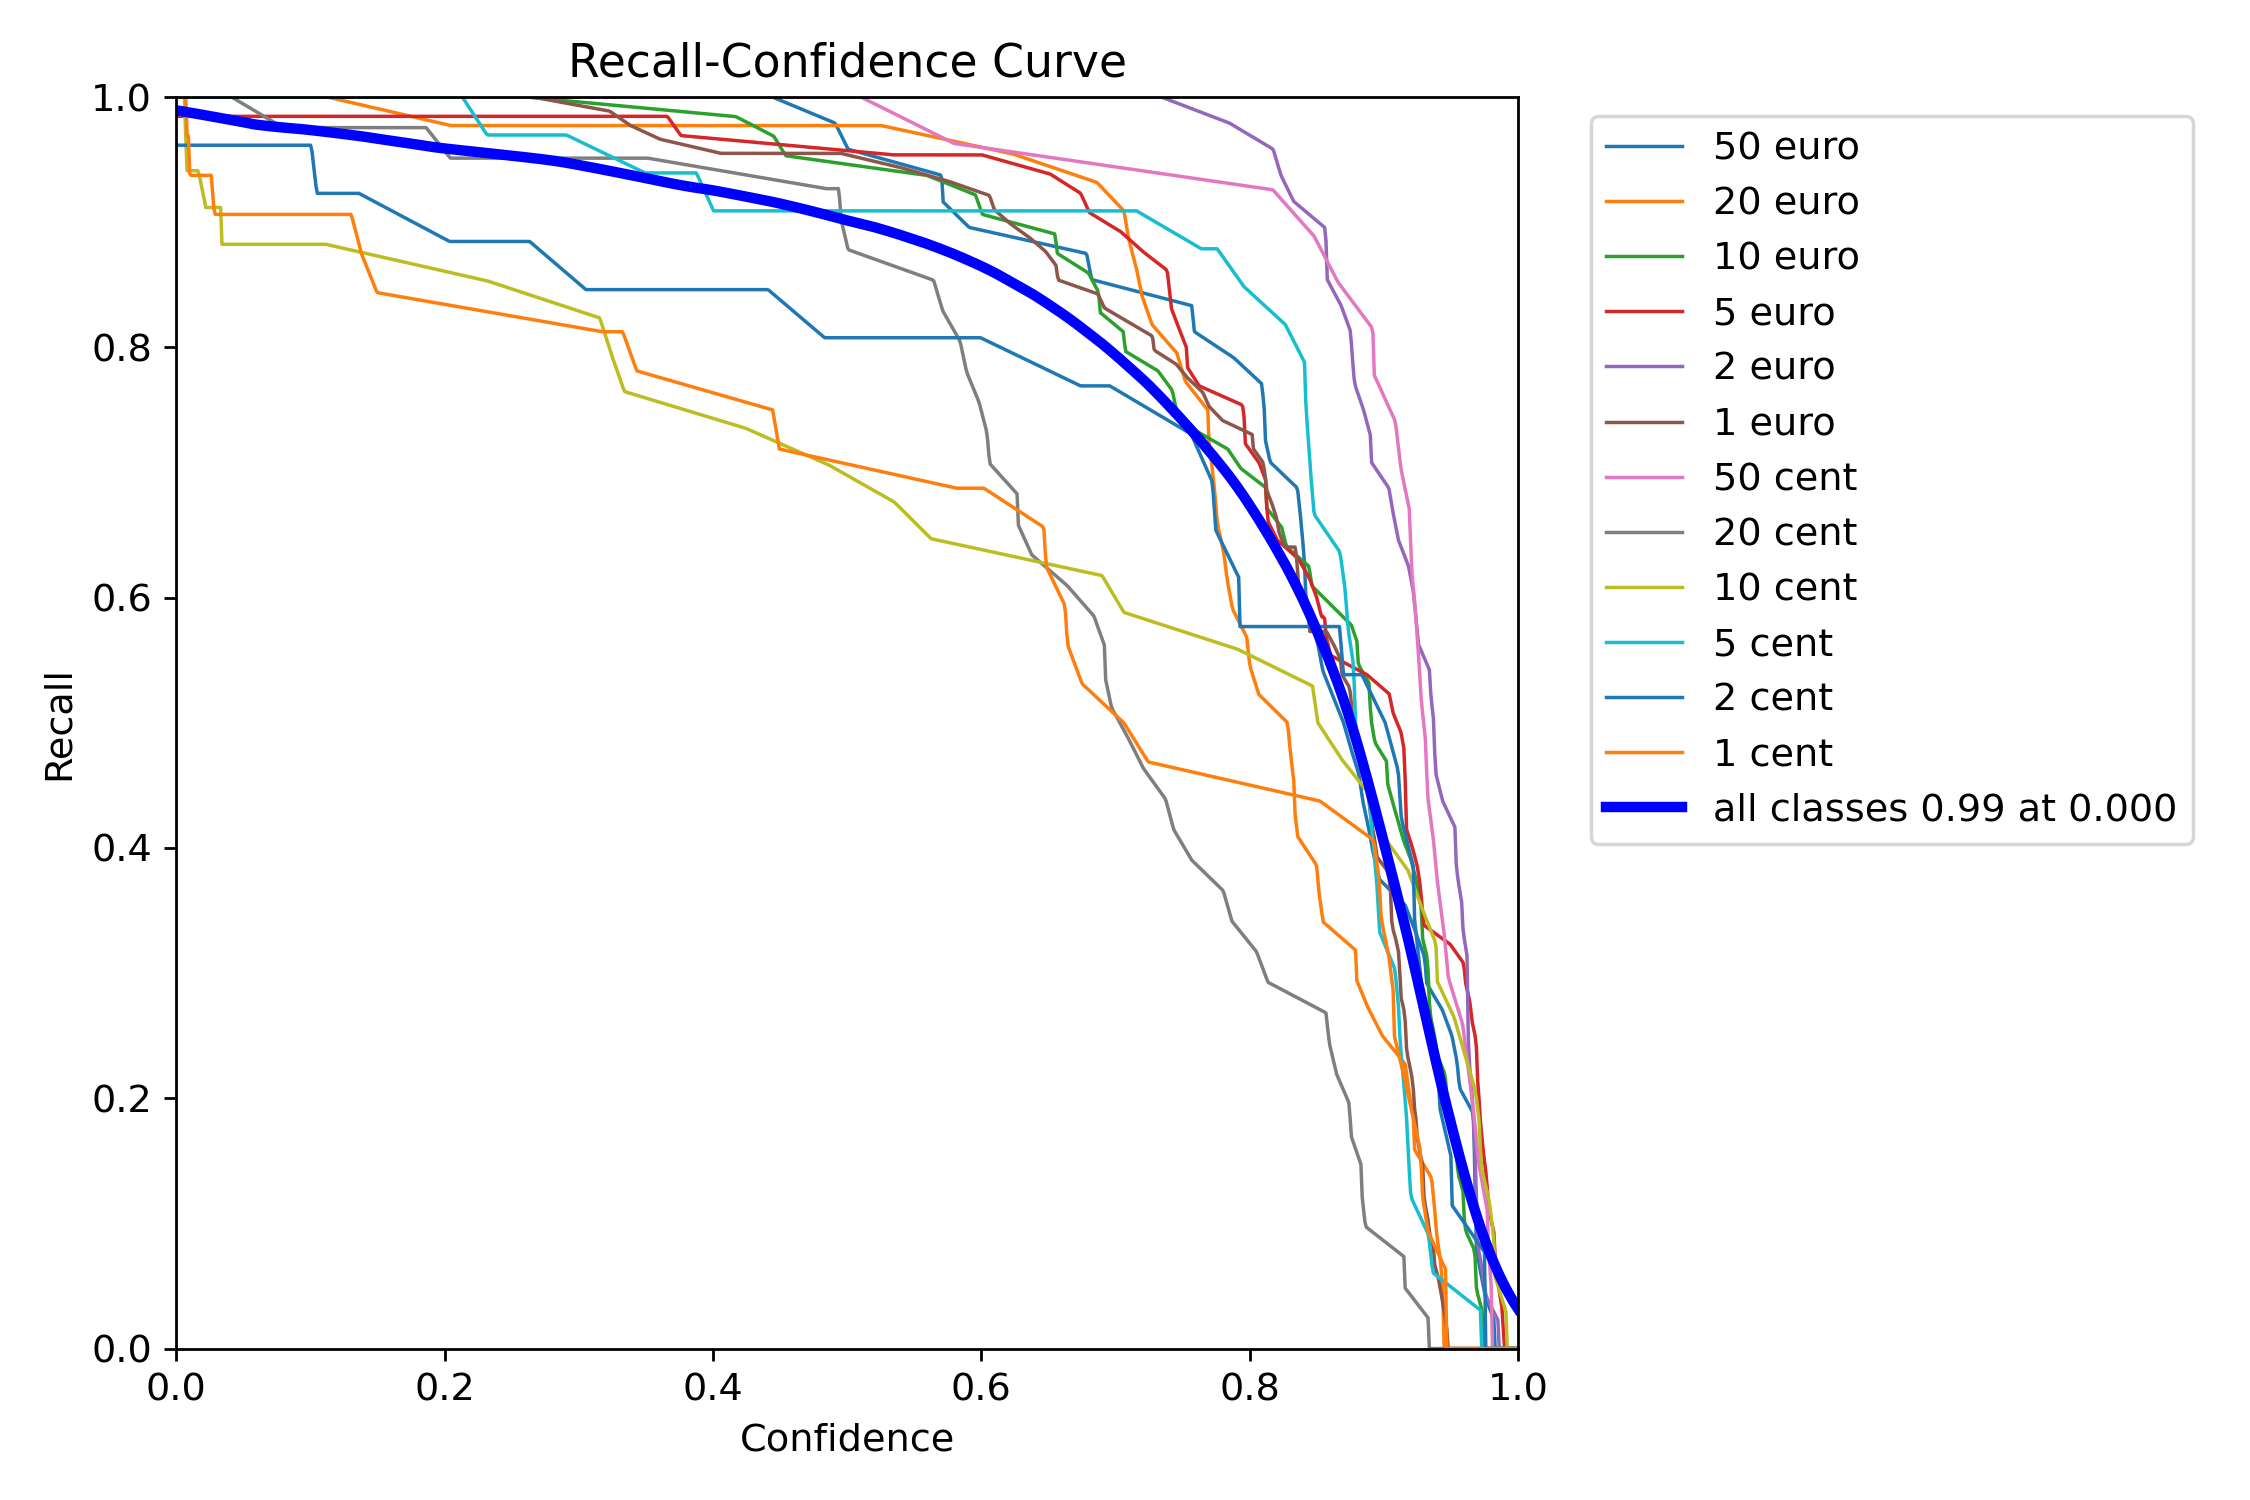 Recall-Confidence Curve
1.0
0.8
0.6
0.4
0.2
0.0
Recall
0.0 0.2 0.4 0.6 0.8 1.0
Confidence
50 euro
20 euro
10 euro
5 euro
2 euro
1 euro
50 cent
20 cent
10 cent
5 cent
2 cent
1 cent
all classes 0.99 at 0.000